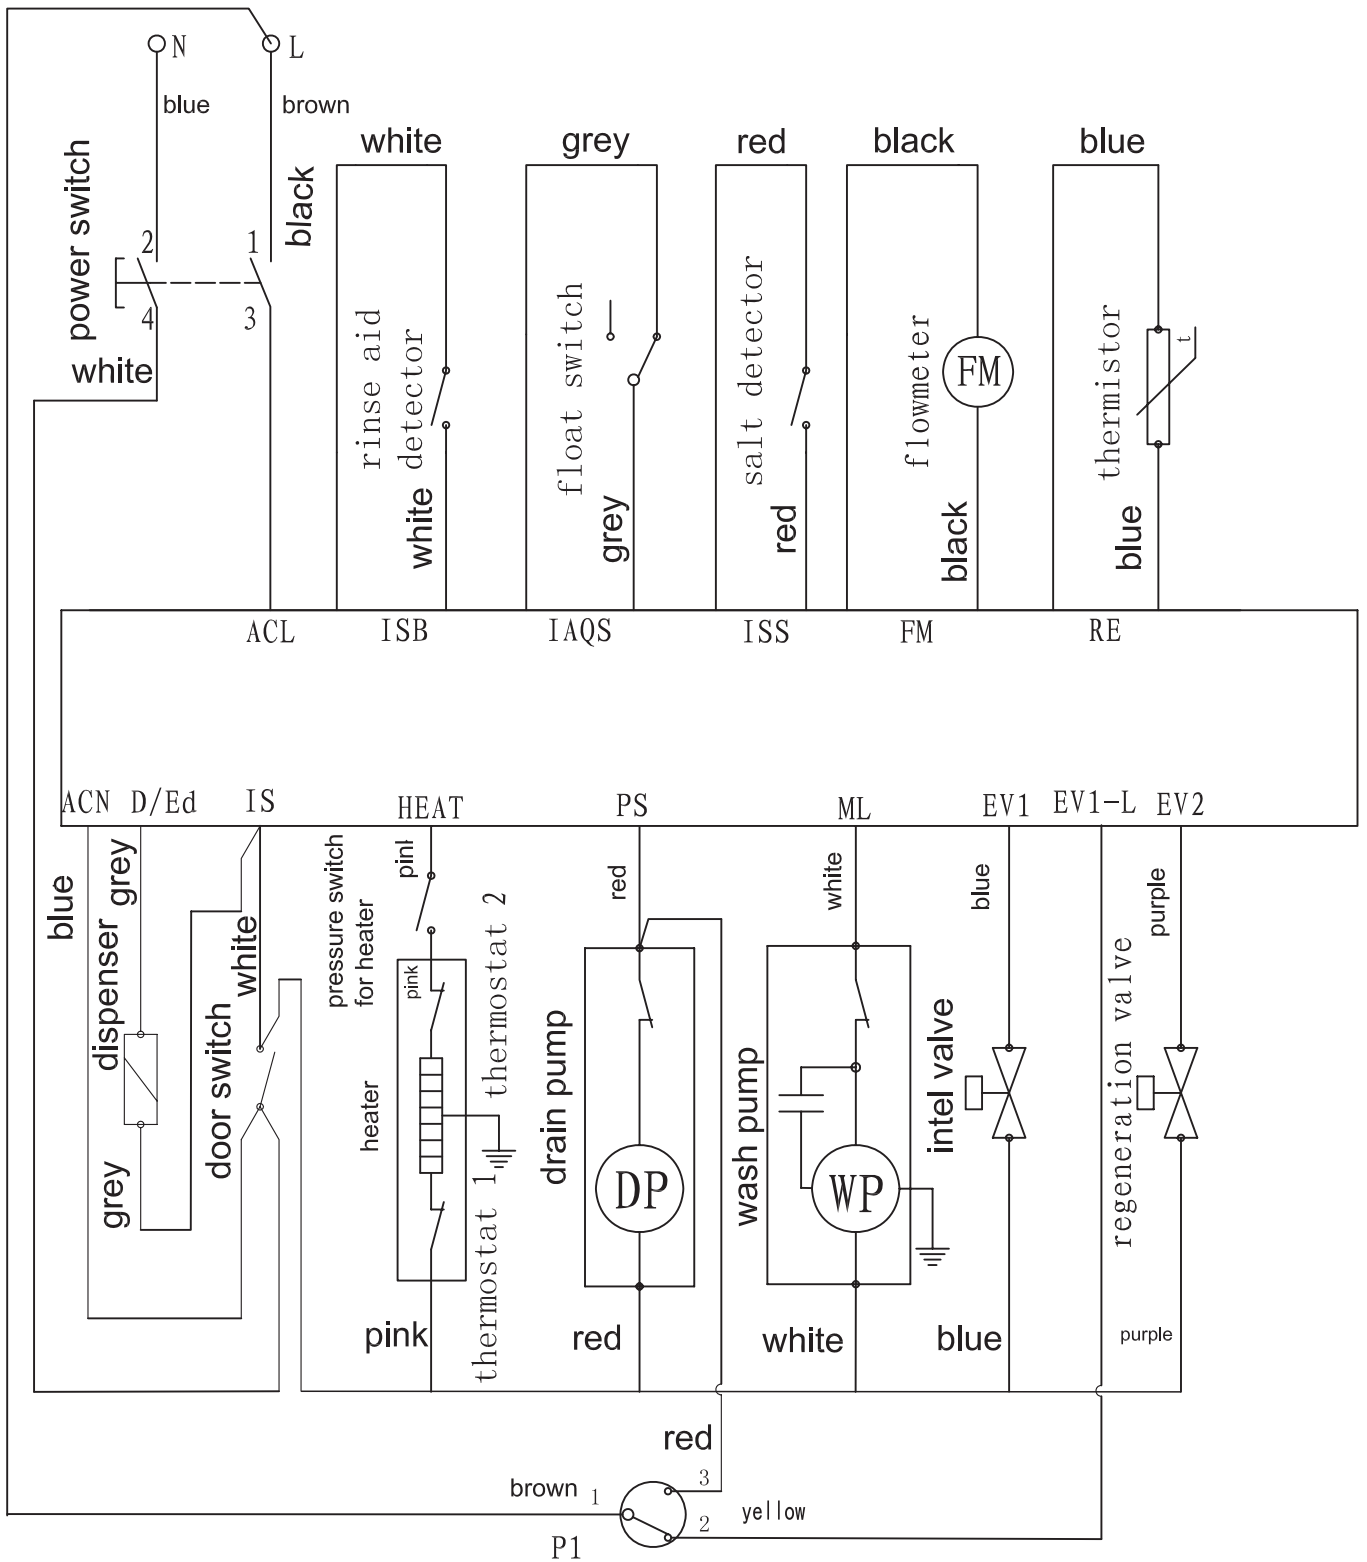 N
L
blue
brown
white
grey
red
black
blue
power switch
black
2
1
4
3
white
rinse aid
detector
white
float switch
grey
salt detector
red
flowmeter
FM
black
thermistor
t
blue
ACL
ISB
IAQS
ISS
FM
RE
ACN
D/Ed
IS
HEAT
PS
ML
EV1
EV1-L
EV2
blue
grey
dispenser
grey
white
door switch
pinl
pressure switch
for heater
pink
thermostat 2
heater
thermostat 1
pink
red
drain pump
DP
red
white
wash pump
WP
white
blue
intel valve
blue
regeneration valve
purple
purple
red
brown
1
3
2
yellow
P1